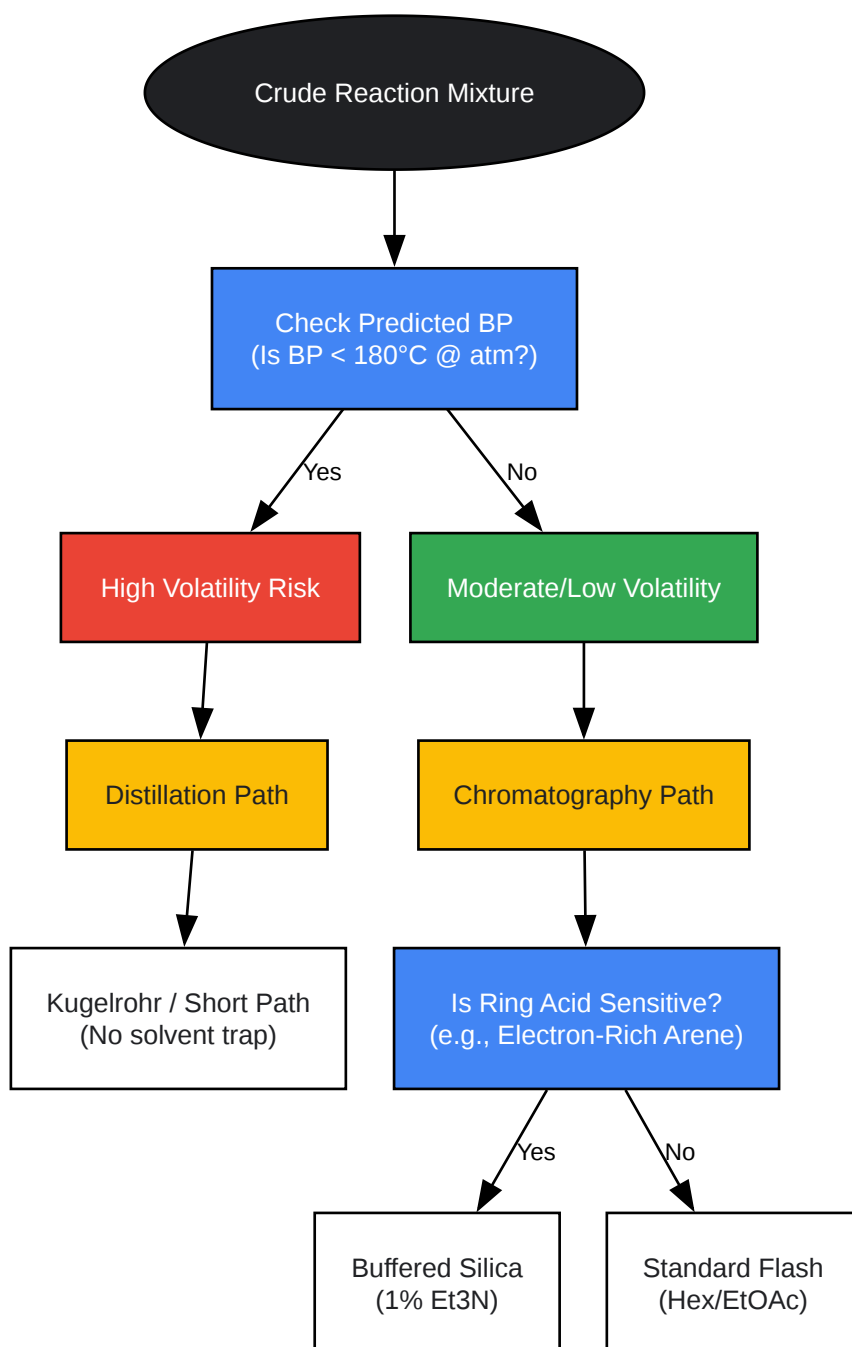 Crude Reaction Mixture
Check Predicted BP
(Is BP < 180°C @ atm?)
Yes
No
High Volatility Risk
Moderate/Low Volatility
Distillation Path
Chromatography Path
Kugelrohr / Short Path
(No solvent trap)
Is Ring Acid Sensitive?
(e.g., Electron-Rich Arene)
Yes
No
Buffered Silica
(1% Et3N)
Standard Flash
(Hex/EtOAc)